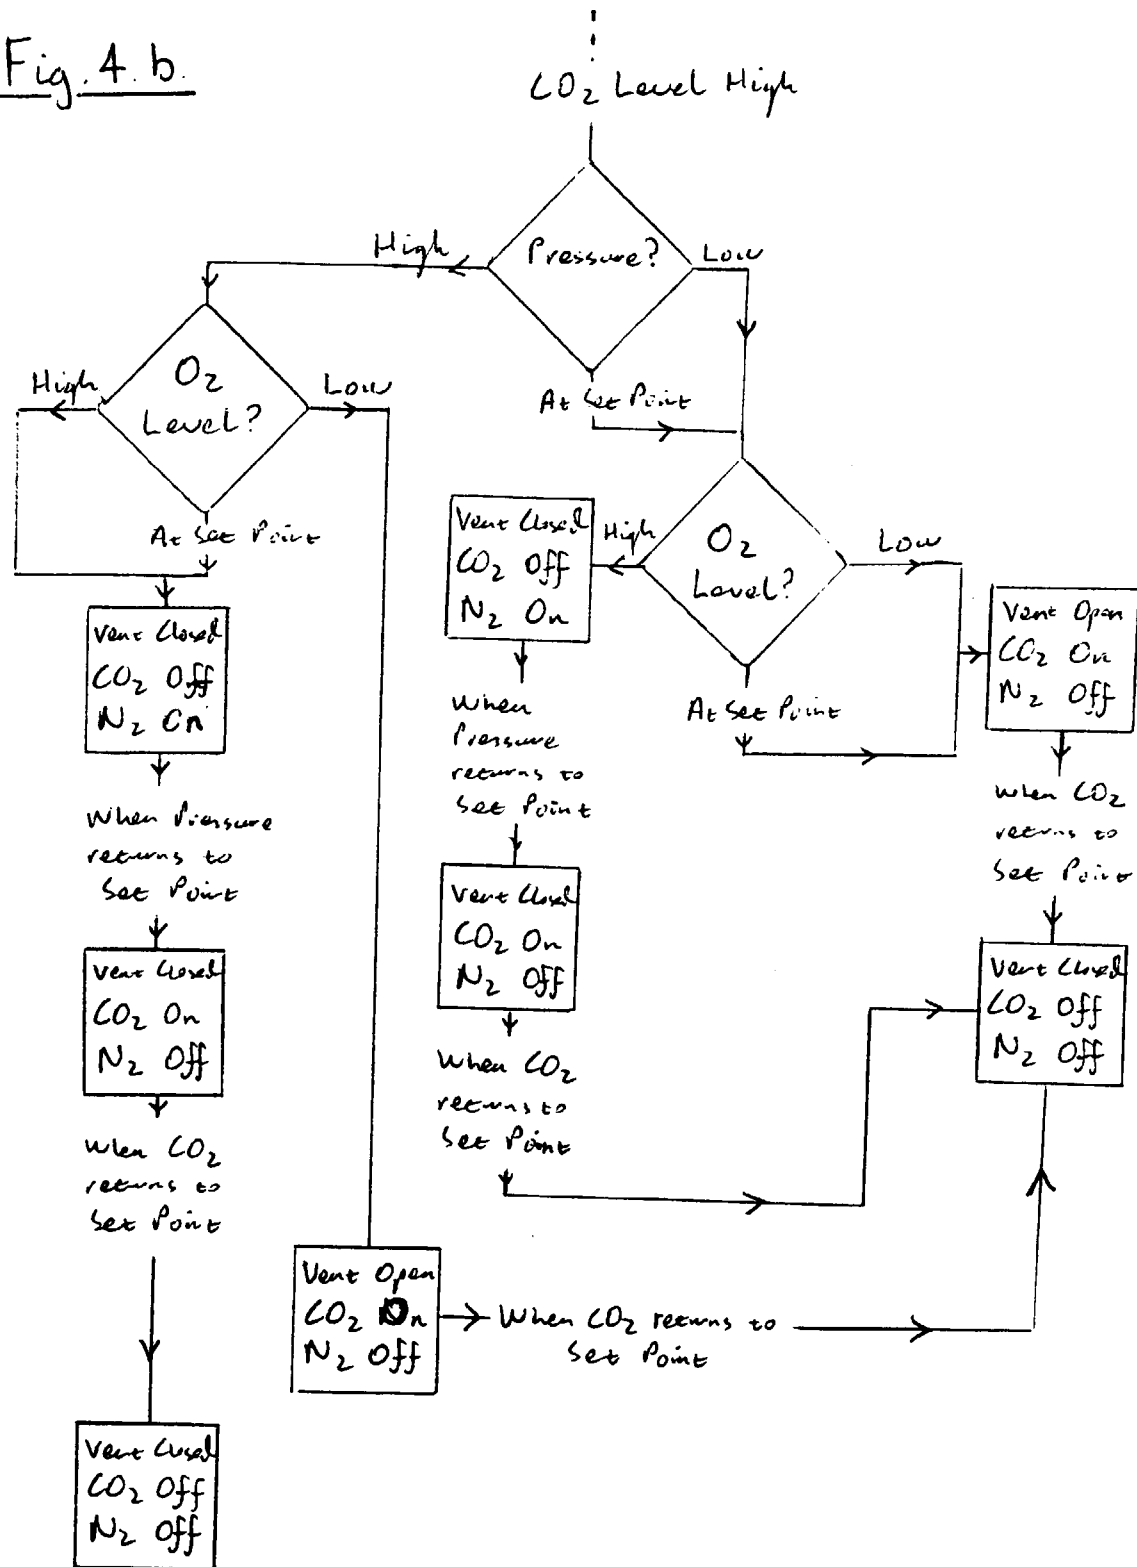 Fig. 4. b.
CO2 Level High
Pressure?
High
Low
At Set Point
O2
Level?
High
Low
At Set Point
Vent Closed
CO2 Off
N2 On
When Pressure
returns to
Set Point
Vent Closed
CO2 On
N2 Off
When CO2
returns to
Set Point
Vent Closed
CO2 Off
N2 Off
Vent Open
CO2 On
N2 Off
When CO2 returns to
Set Point
O2
Level?
High
Low
At Set Point
Vent Closed
CO2 Off
N2 On
When
Pressure
returns to
Set Point
Vent Closed
CO2 On
N2 Off
When CO2
returns to
Set Point
Vent Open
CO2 On
N2 Off
When CO2
returns to
Set Point
Vent Closed
CO2 Off
N2 Off